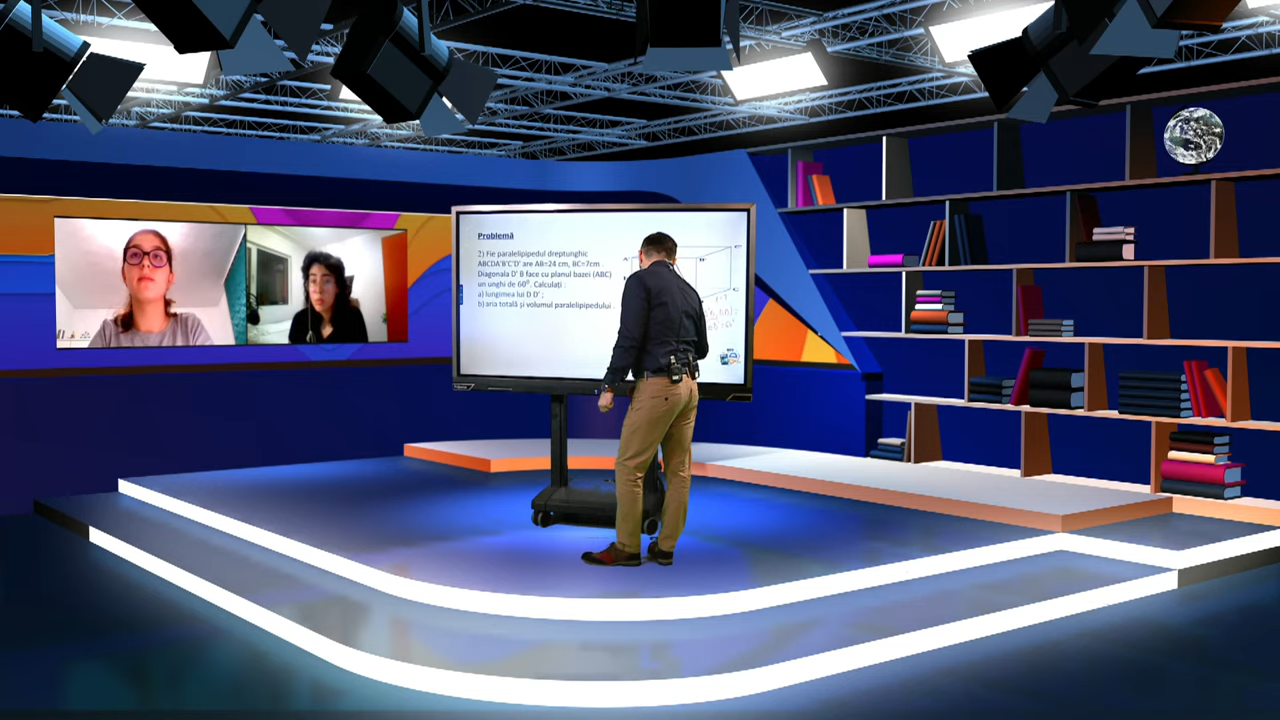 Problemă
2) Fie paralelipipedul dreptunghic
ABCDA'B'C'D' are AB=24 cm, BC=7cm .
Diagonala D' B face cu planul bazei (ABC)
un unghi de 60⁰. Calculați :
a) lungimea lui D D' ;
b) aria totală și volumul paralelipipedului .